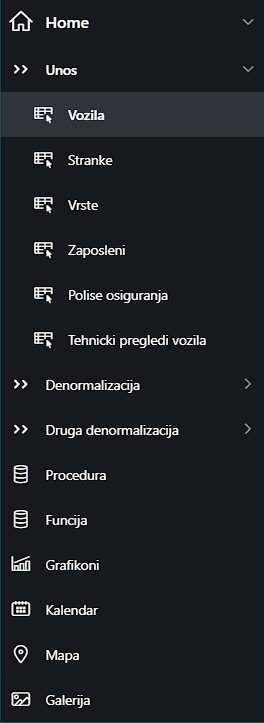 Home
Unos
Vozila
Stranke
Vrste
Zaposleni
Polise osiguranja
Tehnicki pregledi vozila
Denormalizacija
Druga denormalizacija
Procedura
Funcija
Grafikoni
Kalendar
Mapa
Galerija